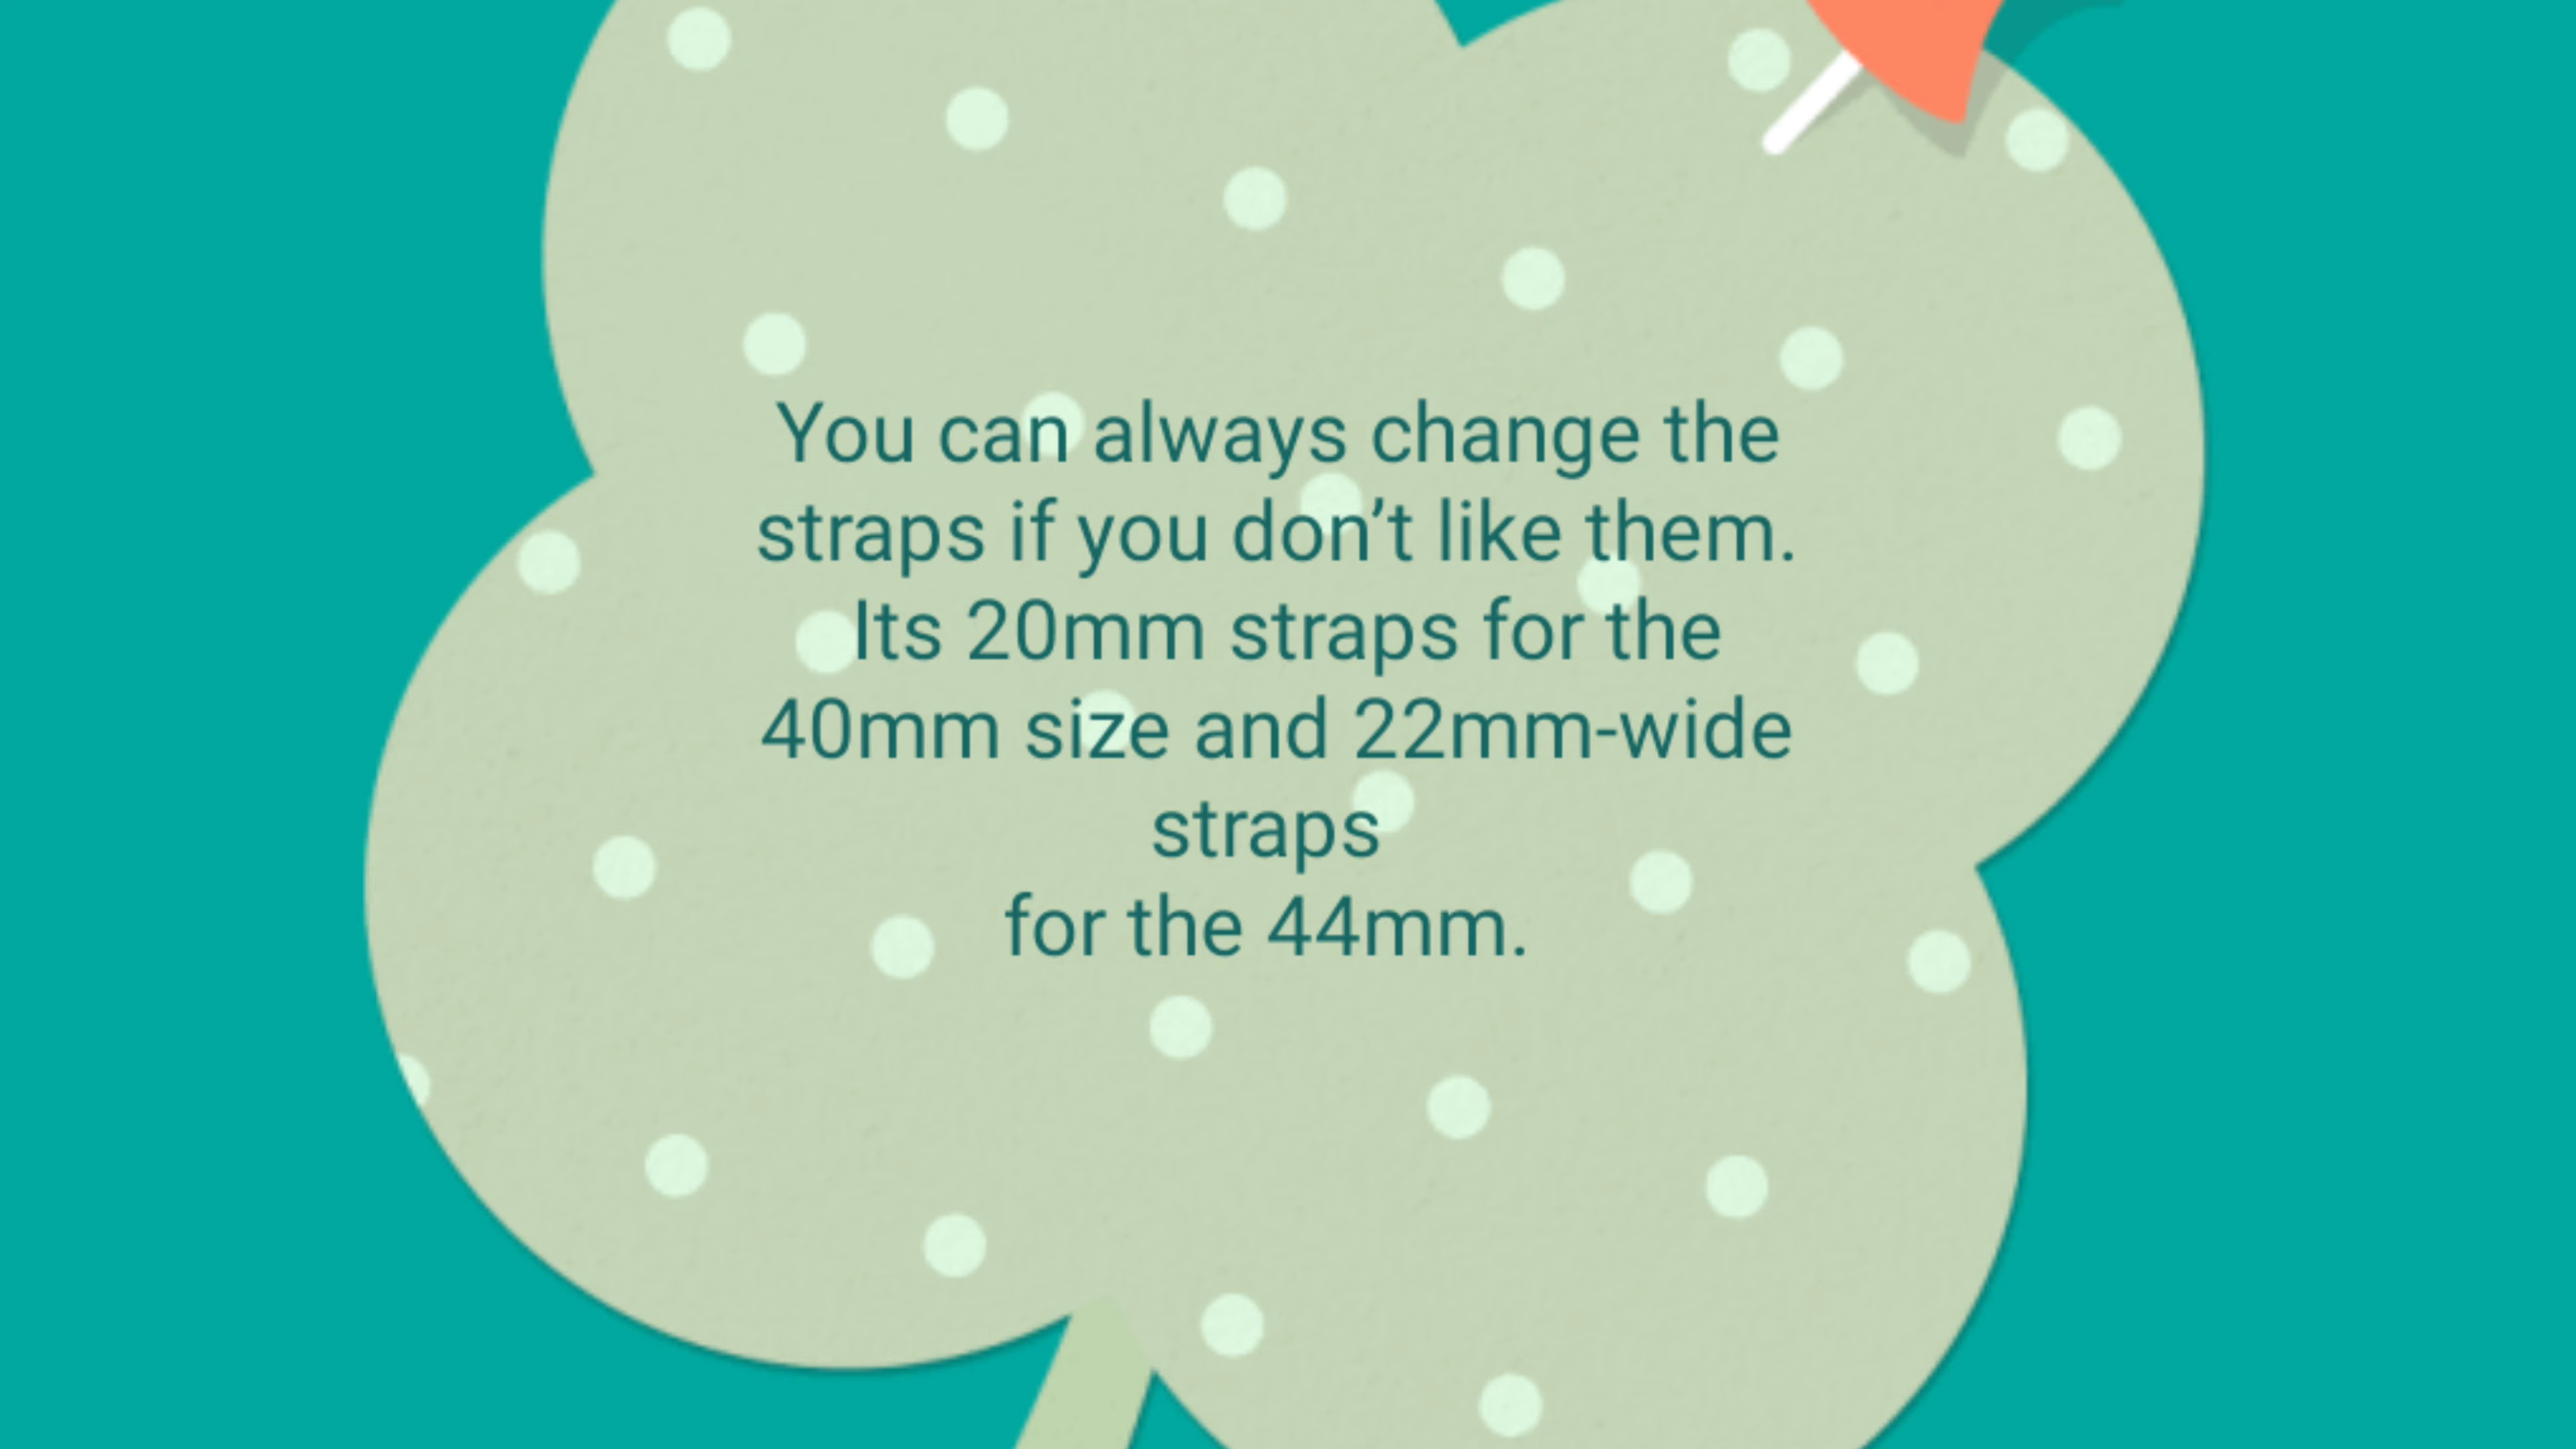 You can always change the
straps if you don’t like them.
Its 20mm straps for the
40mm size and 22mm-wide
straps
for the 44mm.